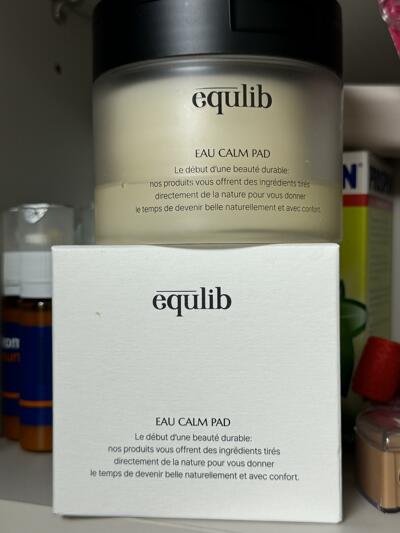 equlib
EAU CALM PAD
Le début d'une beauté durable:
nos produits vous offrent des ingrédients tirés
directement de la nature pour vous donner
le temps de devenir belle naturellement et avec confort.
N
equlib
EAU CALM PAD
Le début d'une beauté durable:
nos produits vous offrent des ingrédients tirés
directement de la nature pour vous donner
le temps de devenir belle naturellement et avec confort.